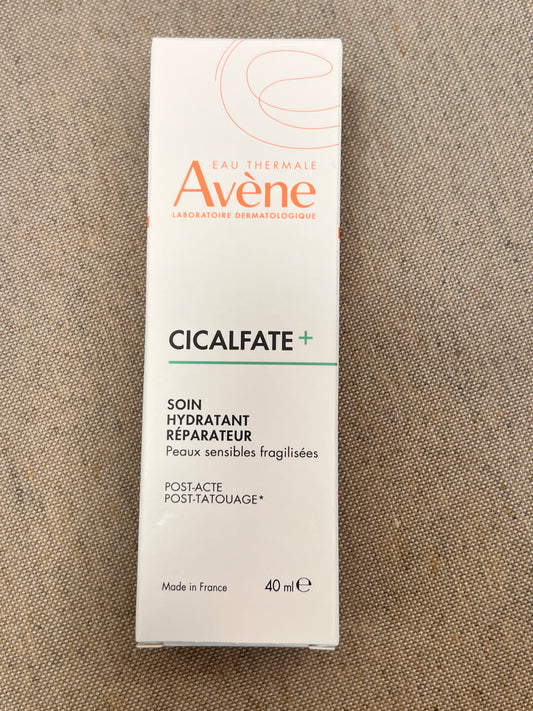 EAU THERMALE
Avène
LABORATOIRE DERMATOLOGIQUE
CICALFATE+
SOIN
HYDRATANT
RÉPARATEUR
Peaux sensibles fragilisées
POST-ACTE
POST-TATOUAGE*
Made in France 40 ml ℮